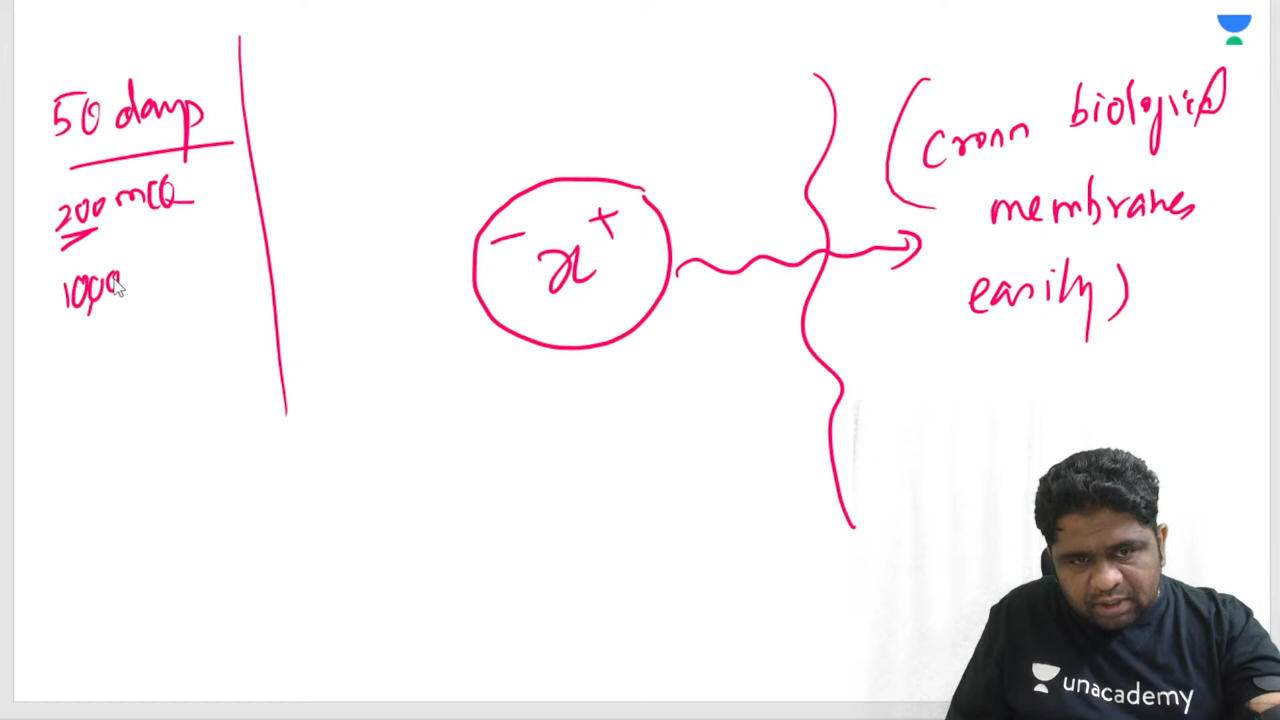 50 days
200 mCQ
1000
- x +
(cross biological
membranes
easily)
unacademy